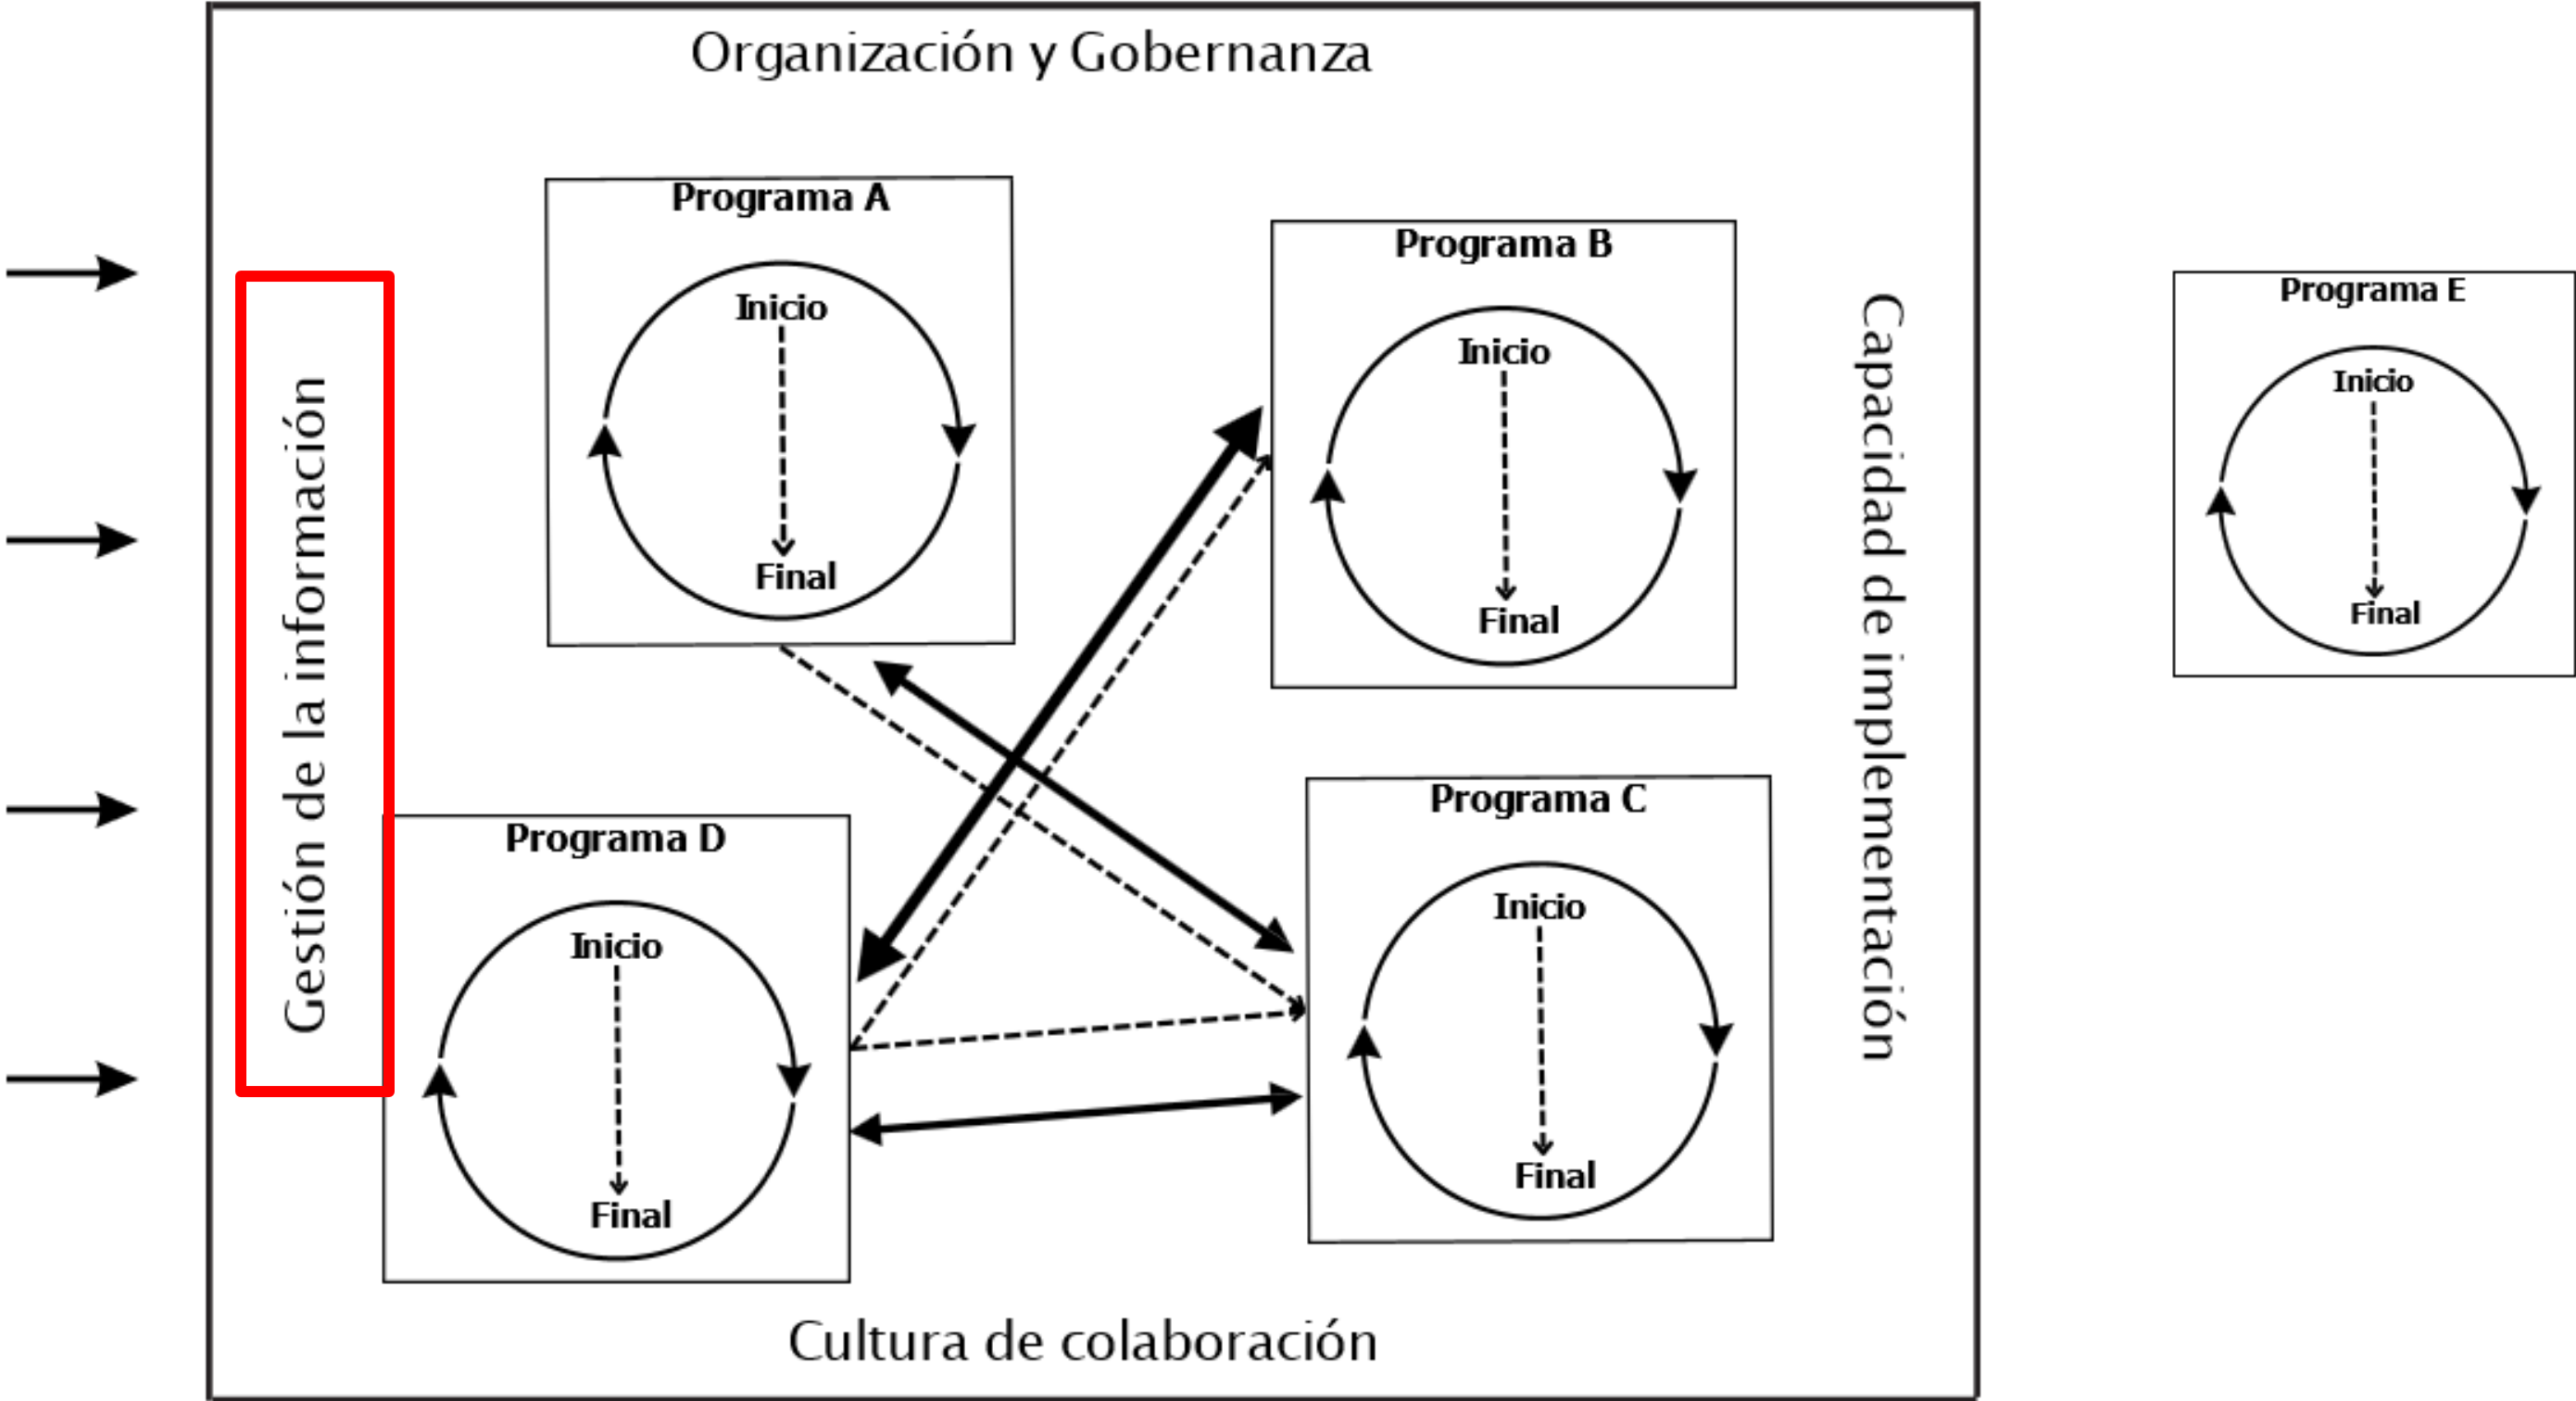 Organización y Gobernanza
Gestión de la información
Programa A
Inicio
Final
Programa B
Inicio
Final
Capacidad de implementación
Programa E
Inicio
Final
Programa D
Inicio
Final
Programa C
Inicio
Final
Cultura de colaboración